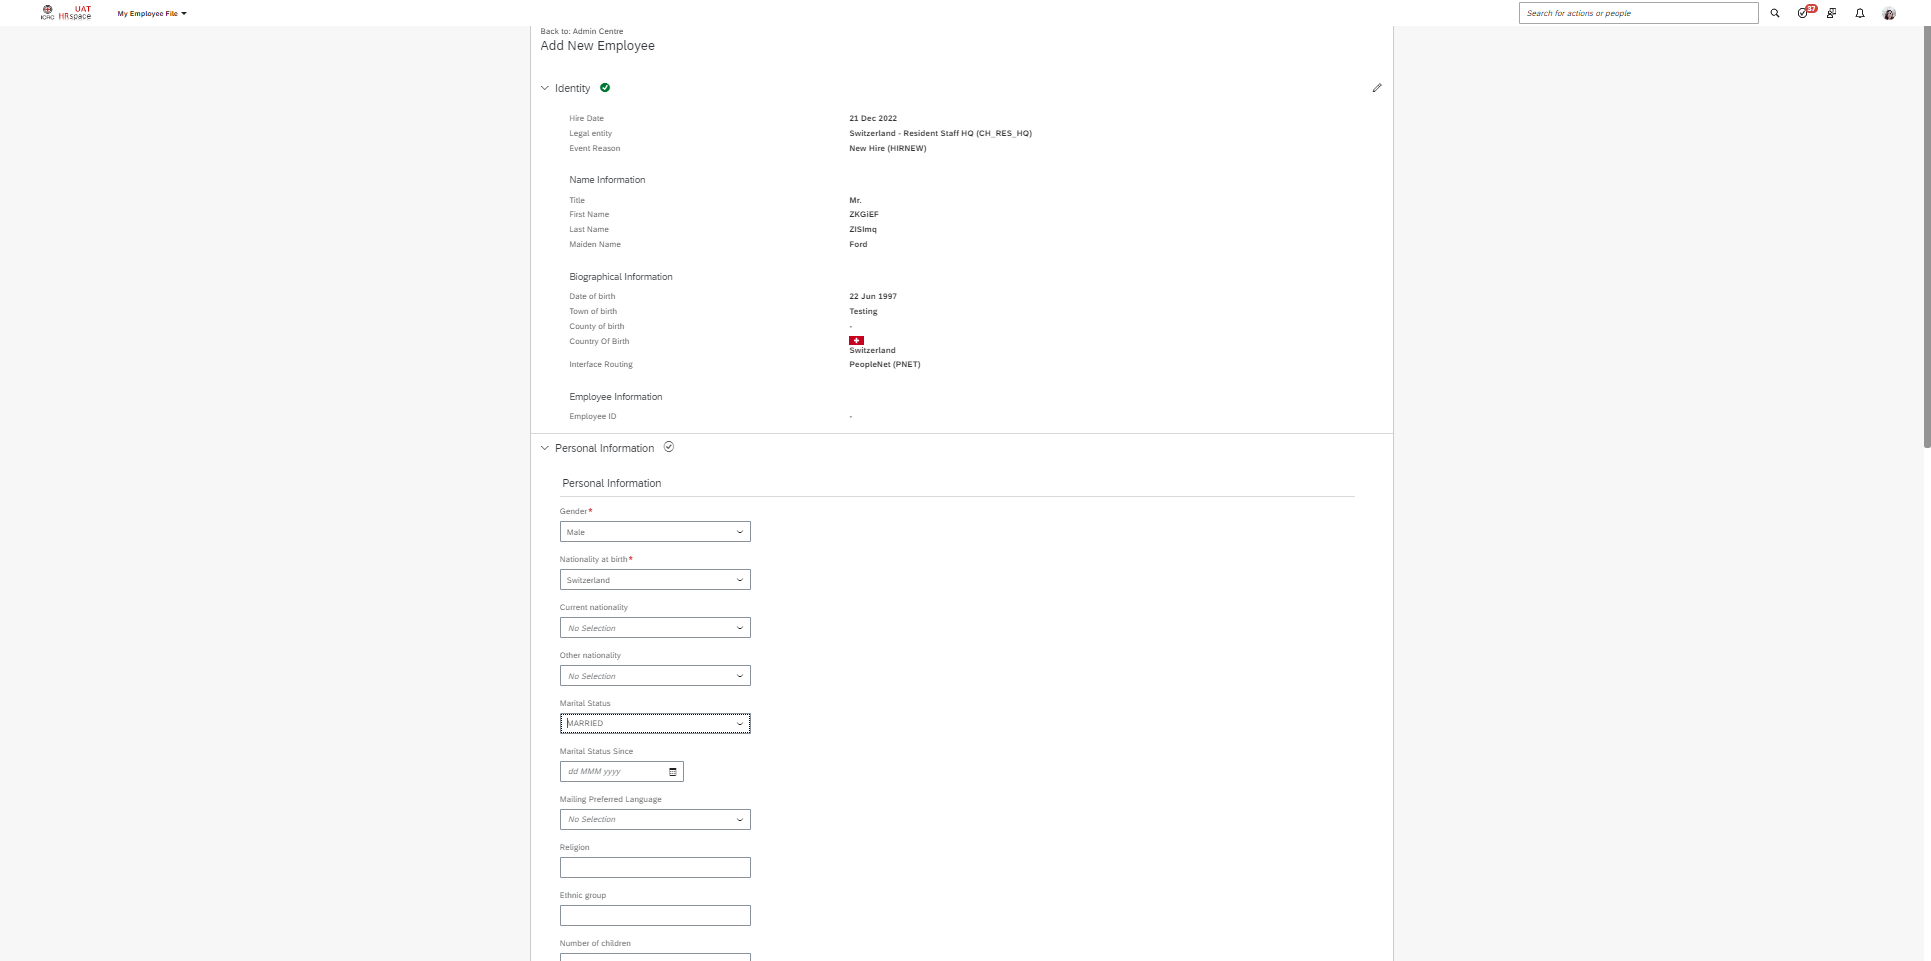 ICRC
UAT
HRspace
My Employee File
Search for actions or people
37
Back to: Admin Centre
Add New Employee
Identity
Hire Date 21 Dec 2022
Legal entity Switzerland - Resident Staff HQ (CH_RES_HQ)
Event Reason New Hire (HIRNEW)
Name Information
Title Mr.
First Name ZKGiEF
Last Name ZISlmq
Maiden Name Ford
Biographical Information
Date of birth 22 Jun 1997
Town of birth Testing
County of birth -
Country Of Birth
Switzerland
Interface Routing PeopleNet (PNET)
Employee Information
Employee ID -
Personal Information
Personal Information
Gender*
Male
Nationality at birth*
Switzerland
Current nationality
No Selection
Other nationality
No Selection
Marital Status
MARRIED
Marital Status Since
dd MMM yyyy
Mailing Preferred Language
No Selection
Religion
Ethnic group
Number of children